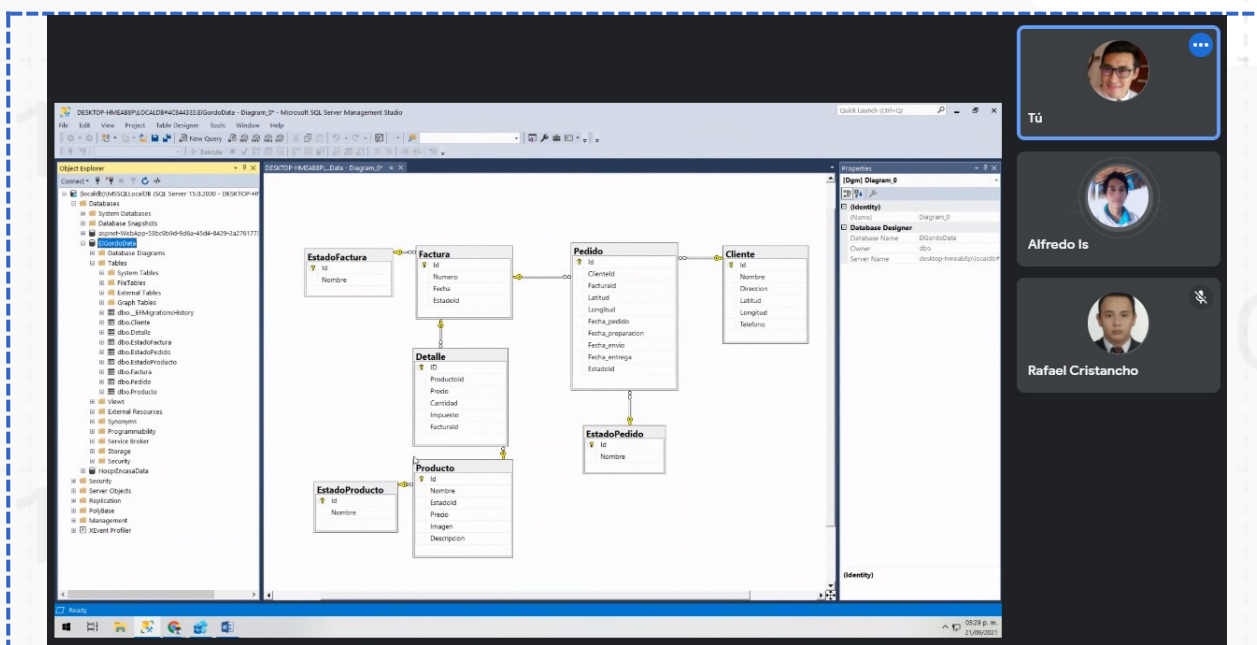 DESKTOP-HMEAB8P\LOCALDB#4C844333.ElGordoData - Diagram_0* - Microsoft SQL Server Management Studio
Quick Launch (Ctrl+Q)
File Edit View Project Table Designer Tools Window Help
New Query
Execute
Object Explorer
Connect
(localdb)\MSSQLLocalDB (SQL Server 15.0.2000 - DESKTOP-HM
Databases
System Databases
Database Snapshots
ElGordoData
Database Diagrams
Tables
System Tables
FileTables
External Tables
Graph Tables
dbo.__EFMigrationsHistory
dbo.Cliente
dbo.Detalle
dbo.EstadoFactura
dbo.EstadoPedido
dbo.EstadoProducto
dbo.Factura
dbo.Pedido
dbo.Producto
Views
External Resources
Synonyms
Programmability
Service Broker
Storage
Security
HospiEncasaData
Security
Server Objects
Replication
PolyBase
Management
XEvent Profiler
DESKTOP-HMEAB8P\...Data - Diagram_0*
EstadoFactura
Id
Nombre
Factura
Id
Numero
Fecha
EstadoId
Pedido
Id
ClienteId
FacturaId
Latitud
Longitud
Fecha_pedido
Fecha_preparacion
Fecha_envio
Fecha_entrega
EstadoId
Cliente
Id
Nombre
Direccion
Latitud
Longitud
Telefono
Detalle
ID
ProductoId
Precio
Cantidad
Impuesto
FacturaId
EstadoPedido
Id
Nombre
EstadoProducto
Id
Nombre
Producto
Id
Nombre
EstadoId
Precio
Imagen
Descripcion
Properties
[Dgm] Diagram_0
(Identity)
(Name) Diagram_0
Database Designer
Database Name ElGordoData
Owner dbo
Server Name desktop-hmeab8p\localdb#
(Identity)
Ready
05:29 p. m.
21/09/2021
Tú
Alfredo Is
Rafael Cristancho